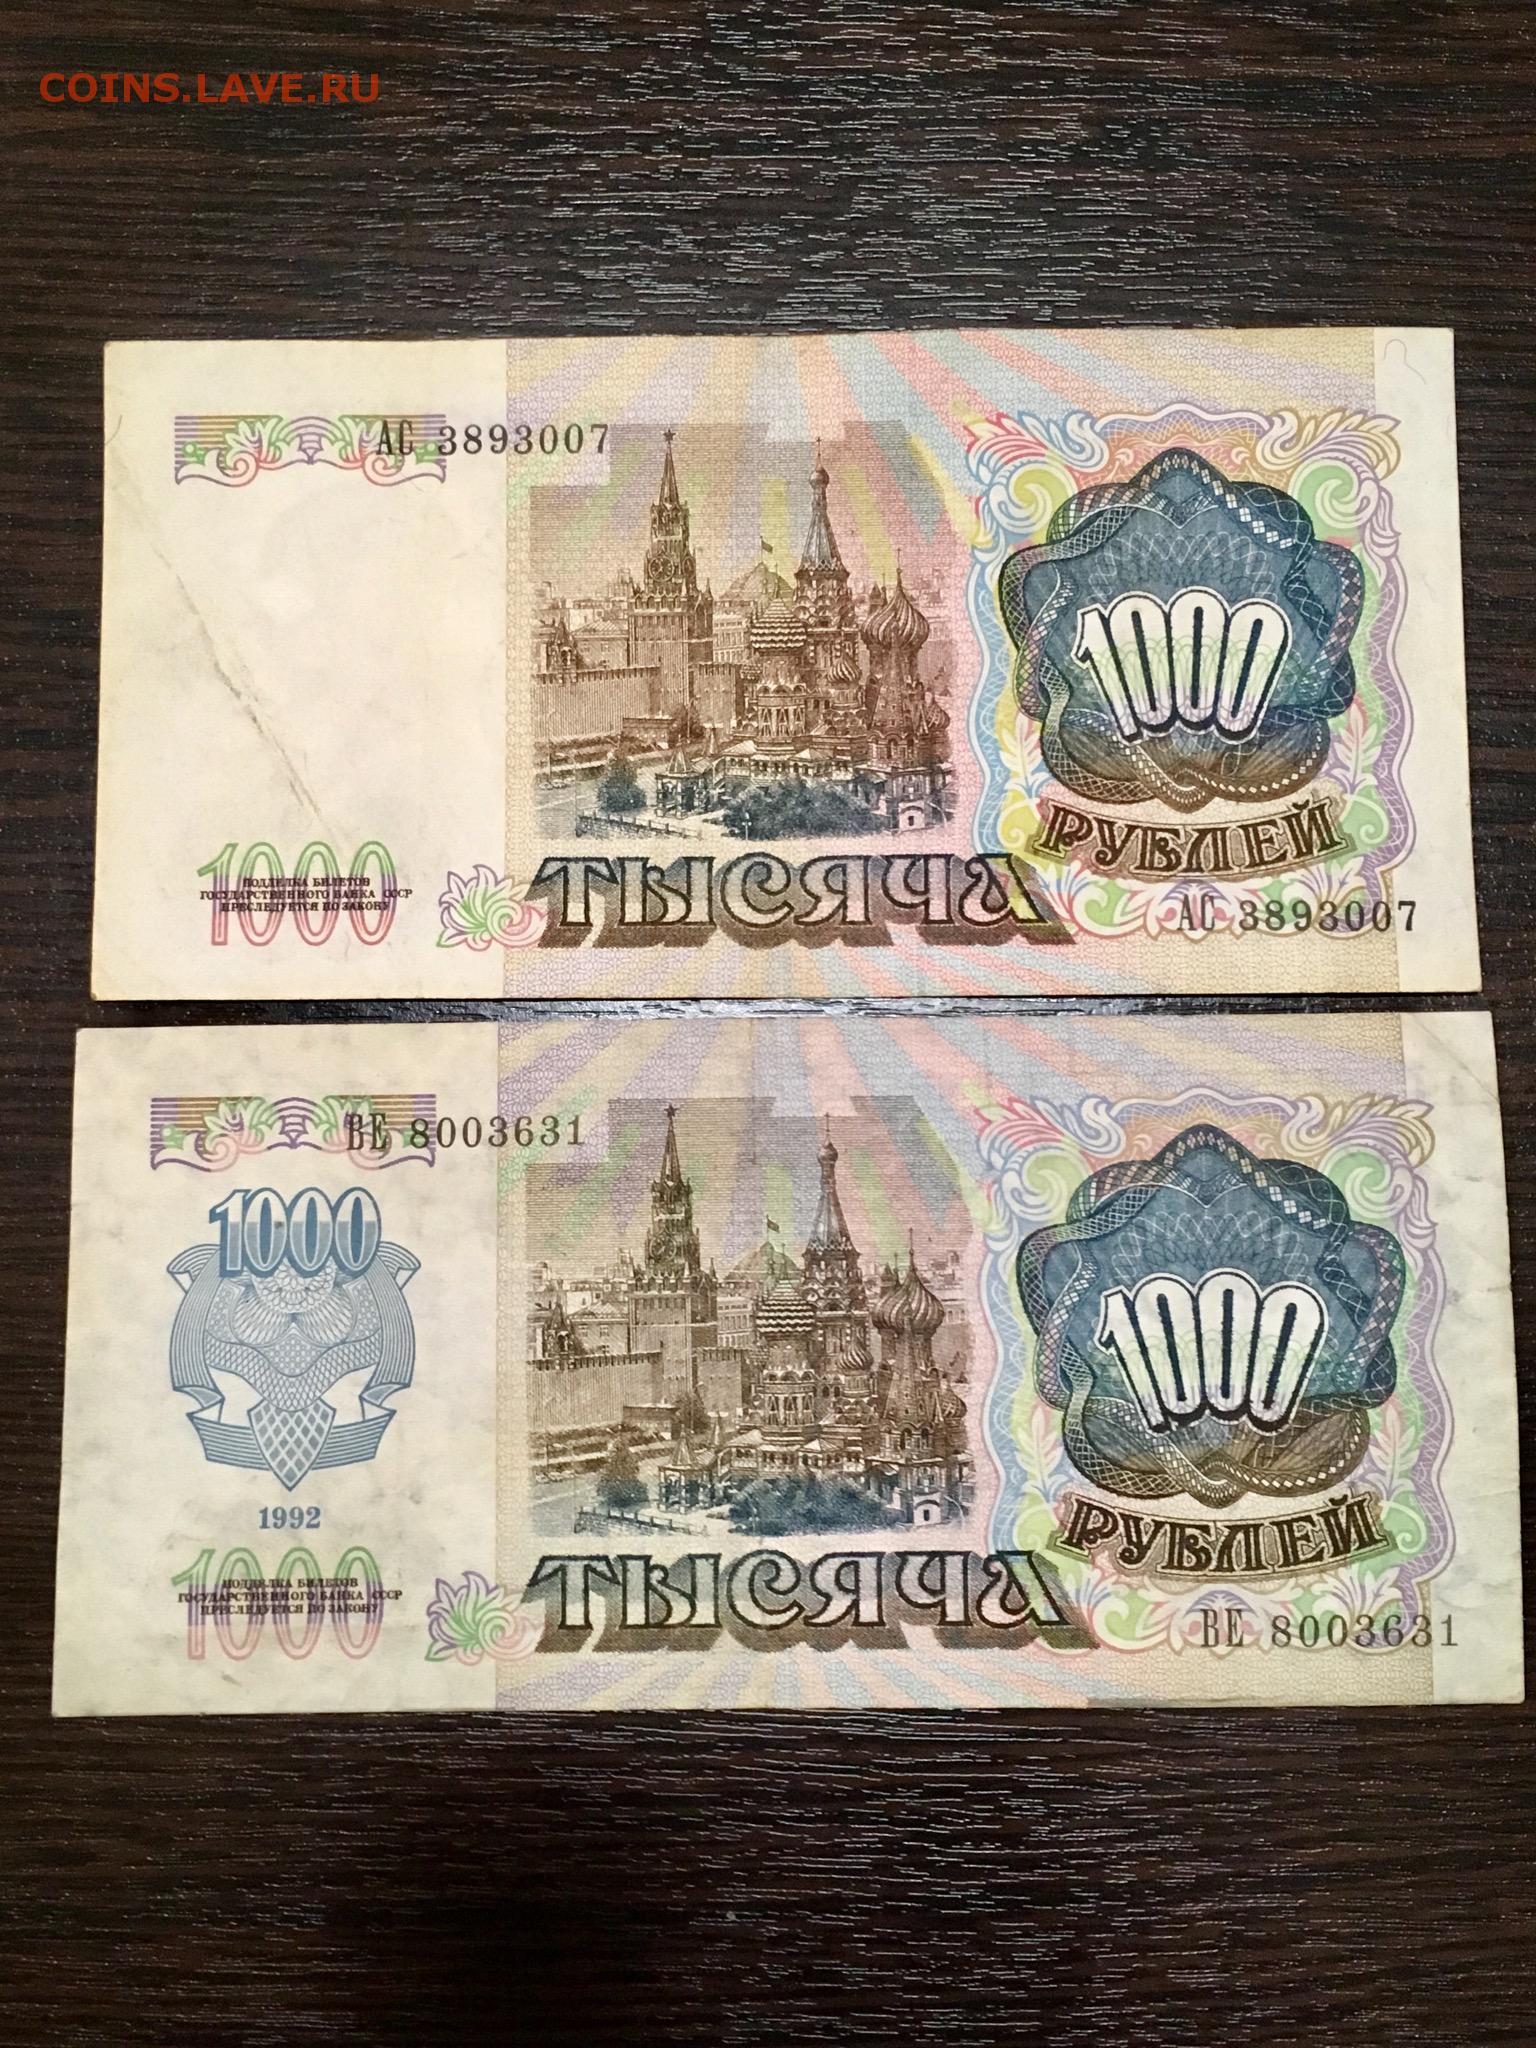 COINS.LAVE.RU
АС 3893007
1000
РУБЛЕЙ
1000
ПОДДЕЛКА БИЛЕТОВ
ГОСУДАРСТВЕННОГО БАНКА СССР
ПРЕСЛЕДУЕТСЯ ПО ЗАКОНУ
ТЫСЯЧА
АС 3893007
ВЕ 8003631
1000
1000
РУБЛЕЙ
1992
1000
ПОДДЕЛКА БИЛЕТОВ
ГОСУДАРСТВЕННОГО БАНКА СССР
ПРЕСЛЕДУЕТСЯ ПО ЗАКОНУ
ТЫСЯЧА
ВЕ 8003631